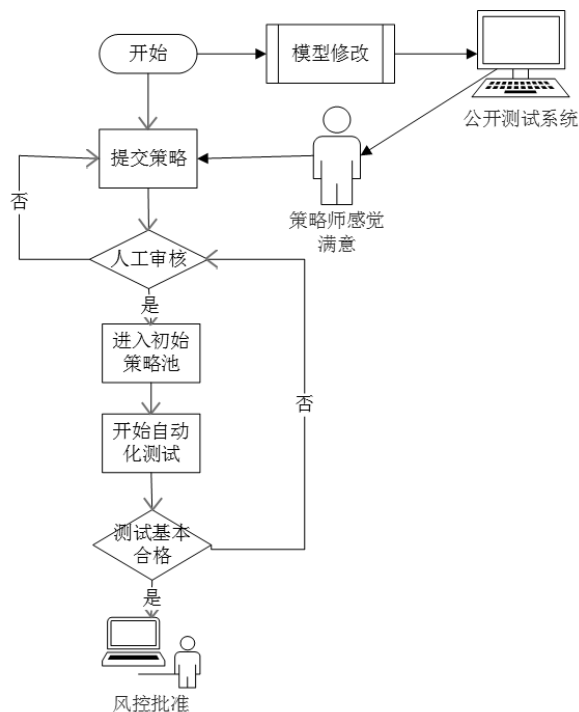 开始
模型修改
公开测试系统
提交策略
策略师感觉
满意
否
人工审核
是
进入初始
策略池
否
开始自动
化测试
测试基本
合格
是
风控批准